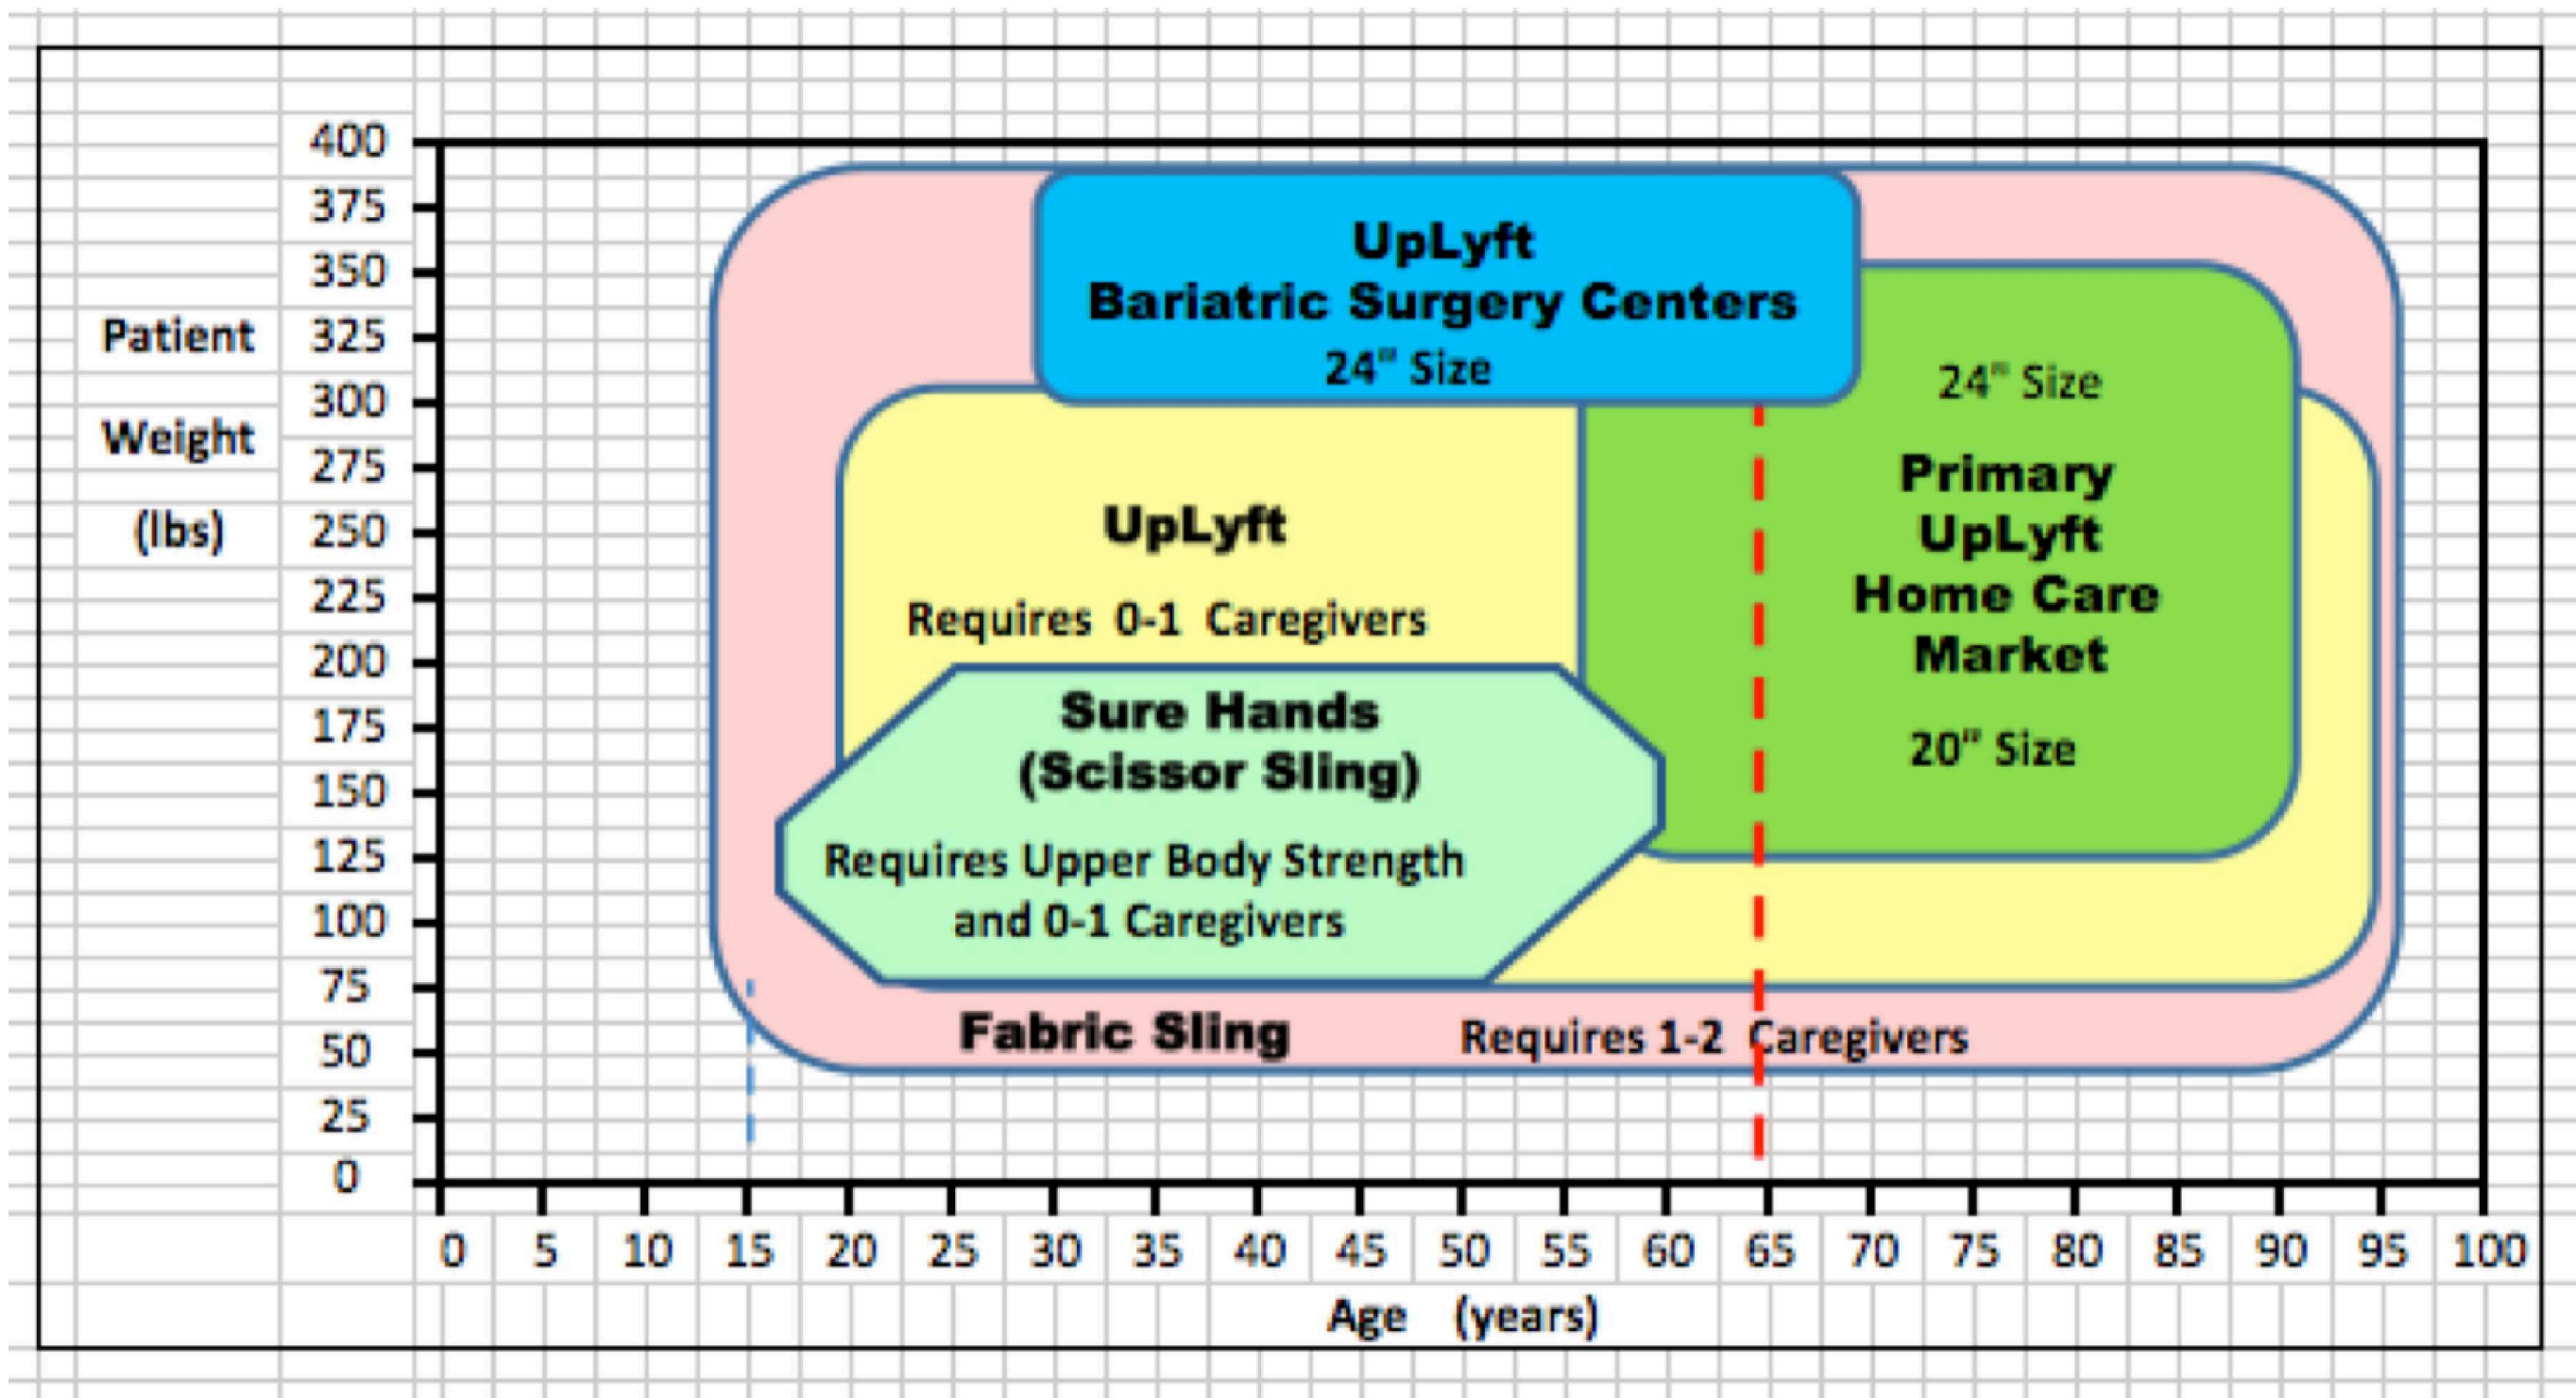 400
375
350
325
300
275
250
225
200
175
150
125
100
75
50
25
0
Patient
Weight
(lbs)
UpLyft
Bariatric Surgery Centers
24" Size
24" Size
Primary
UpLyft
Home Care
Market
20" Size
UpLyft
Requires 0-1 Caregivers
Sure Hands
(Scissor Sling)
Requires Upper Body Strength
and 0-1 Caregivers
Fabric Sling Requires 1-2 Caregivers
0 5 10 15 20 25 30 35 40 45 50 55 60 65 70 75 80 85 90 95 100
Age (years)